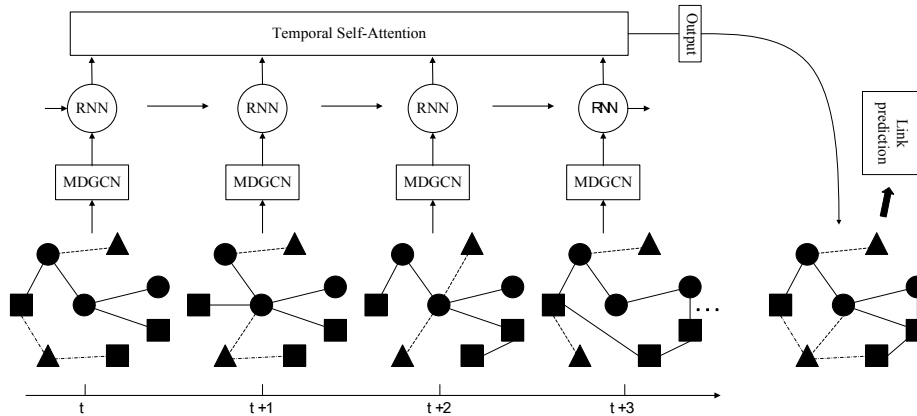 Temporal Self-Attention
Output
RNN
RNN
RNN
RNN
Link
prediction
MDGCN
MDGCN
MDGCN
MDGCN
...
t
t+1
t+2
t+3